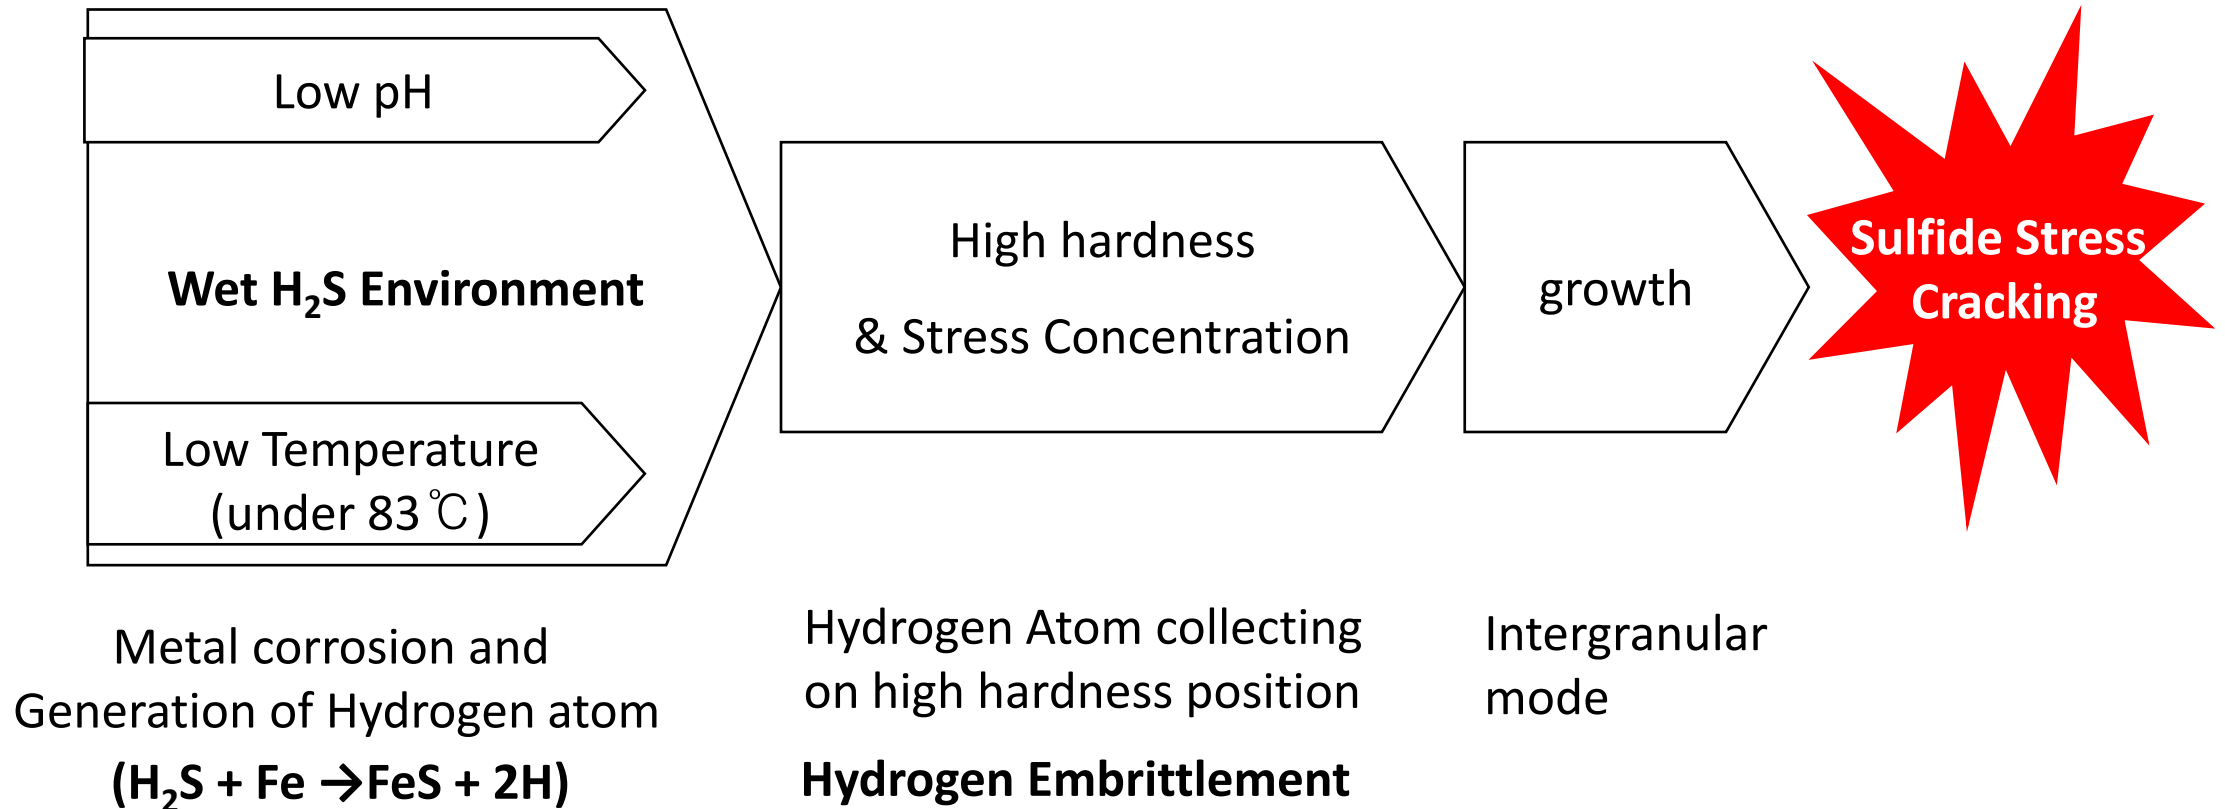 Low pH
Wet H₂S Environment
Low Temperature
(under 83℃)
Metal corrosion and
Generation of Hydrogen atom
(H₂S + Fe →FeS + 2H)
High hardness
& Stress Concentration
Hydrogen Atom collecting
on high hardness position
Hydrogen Embrittlement
growth
Intergranular
mode
Sulfide Stress
Cracking